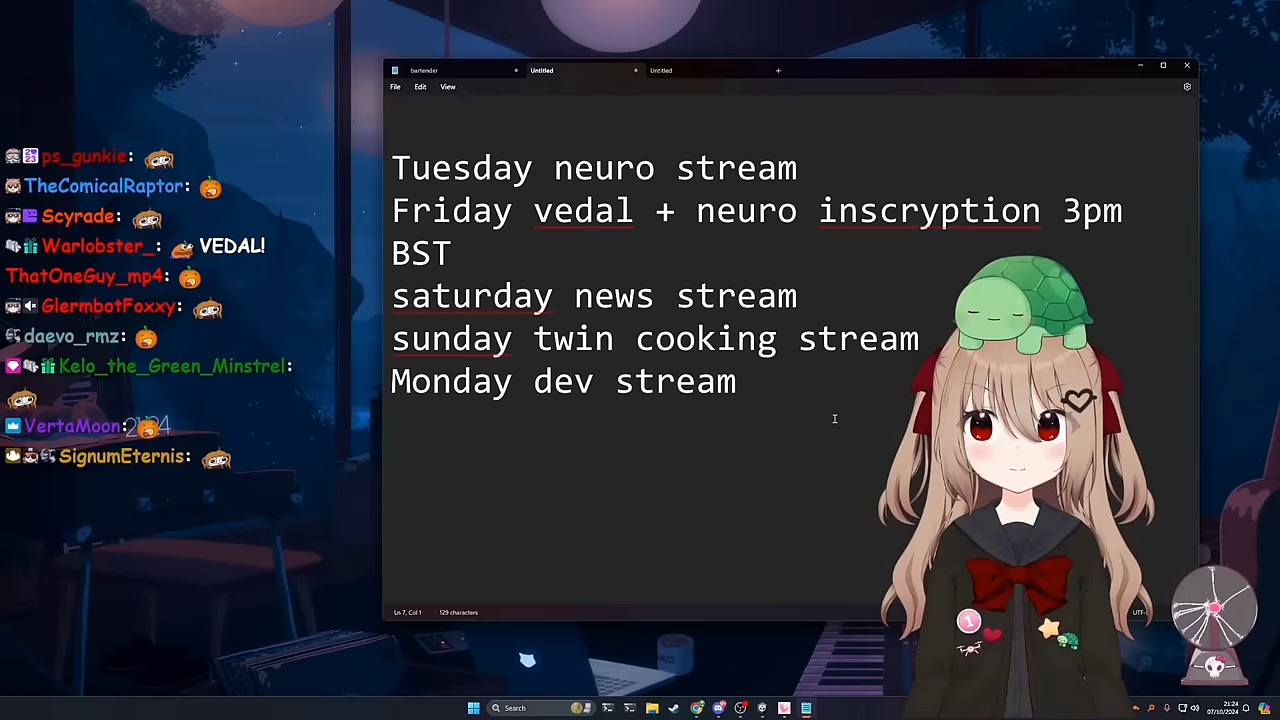 bartender
Untitled
Untitled
File Edit View
Tuesday neuro stream
Friday vedal + neuro inscryption 3pm
BST
saturday news stream
sunday twin cooking stream
Monday dev stream
Ln 7, Col 1 129 characters
UTF-
ps_gunkie:
TheComicalRaptor:
Scyrade:
Warlobster_: VEDAL!
ThatOneGuy_mp4:
GlermbotFoxxy:
daevo_rmz:
Kelo_the_Green_Minstrel:
VertaMoon:
SignumEternis:
1
Search
21:24
07/10/2024